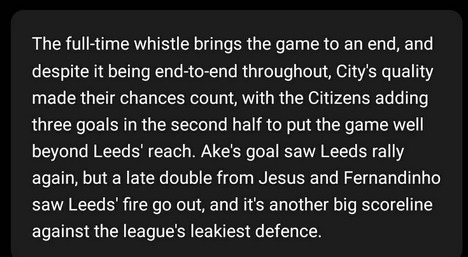 The full-time whistle brings the game to an end, and
despite it being end-to-end throughout, City's quality
made their chances count, with the Citizens adding
three goals in the second half to put the game well
beyond Leeds' reach. Ake's goal saw Leeds rally
again, but a late double from Jesus and Fernandinho
saw Leeds' fire go out, and it's another big scoreline
against the league's leakiest defence.